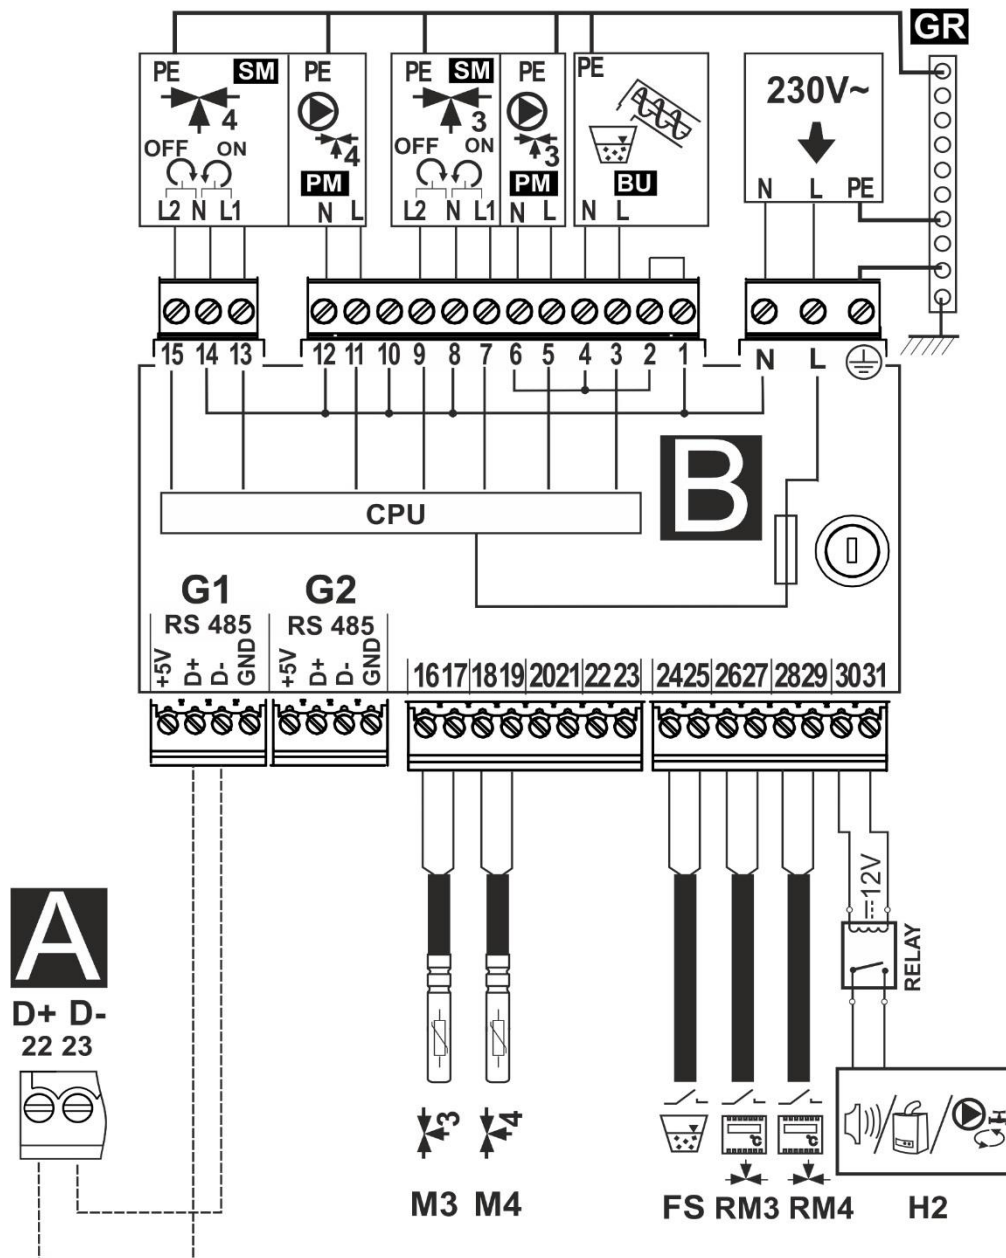 GR
PE SM PE PE SM PE PE
230V~
4 4 3 3
OFF ON OFF ON
PM PM BU
L2 N L1 N L L2 N L1 N L N L N L PE
15 14 13 12 11 10 9 8 7 6 5 4 3 2 1 N L
B
CPU
G1 G2
RS 485 RS 485
+5V D+ D- GND +5V D+ D- GND
16 17 18 19 20 21 22 23 24 25 26 27 28 29 30 31
=12V
RELAY
A
D+ D-
22 23
3 4
°C °C
H
M3 M4 FS RM3 RM4 H2